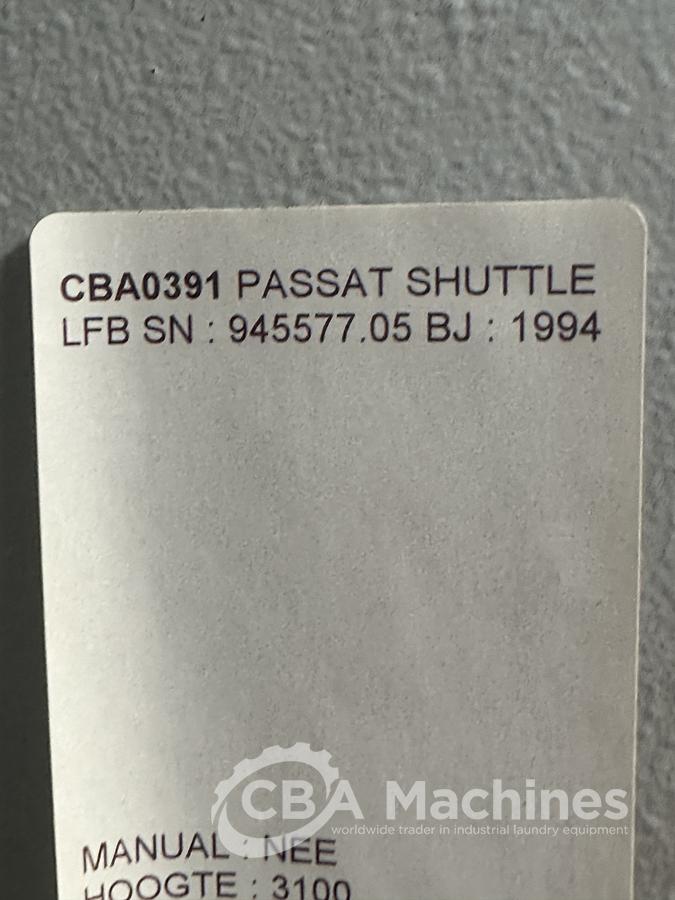 CBA0391 PASSAT SHUTTLE
LFB SN : 945577.05 BJ : 1994
CBA Machines
worldwide trader in industrial laundry equipment
MANUAL : NEE
HOOGTE : 3100